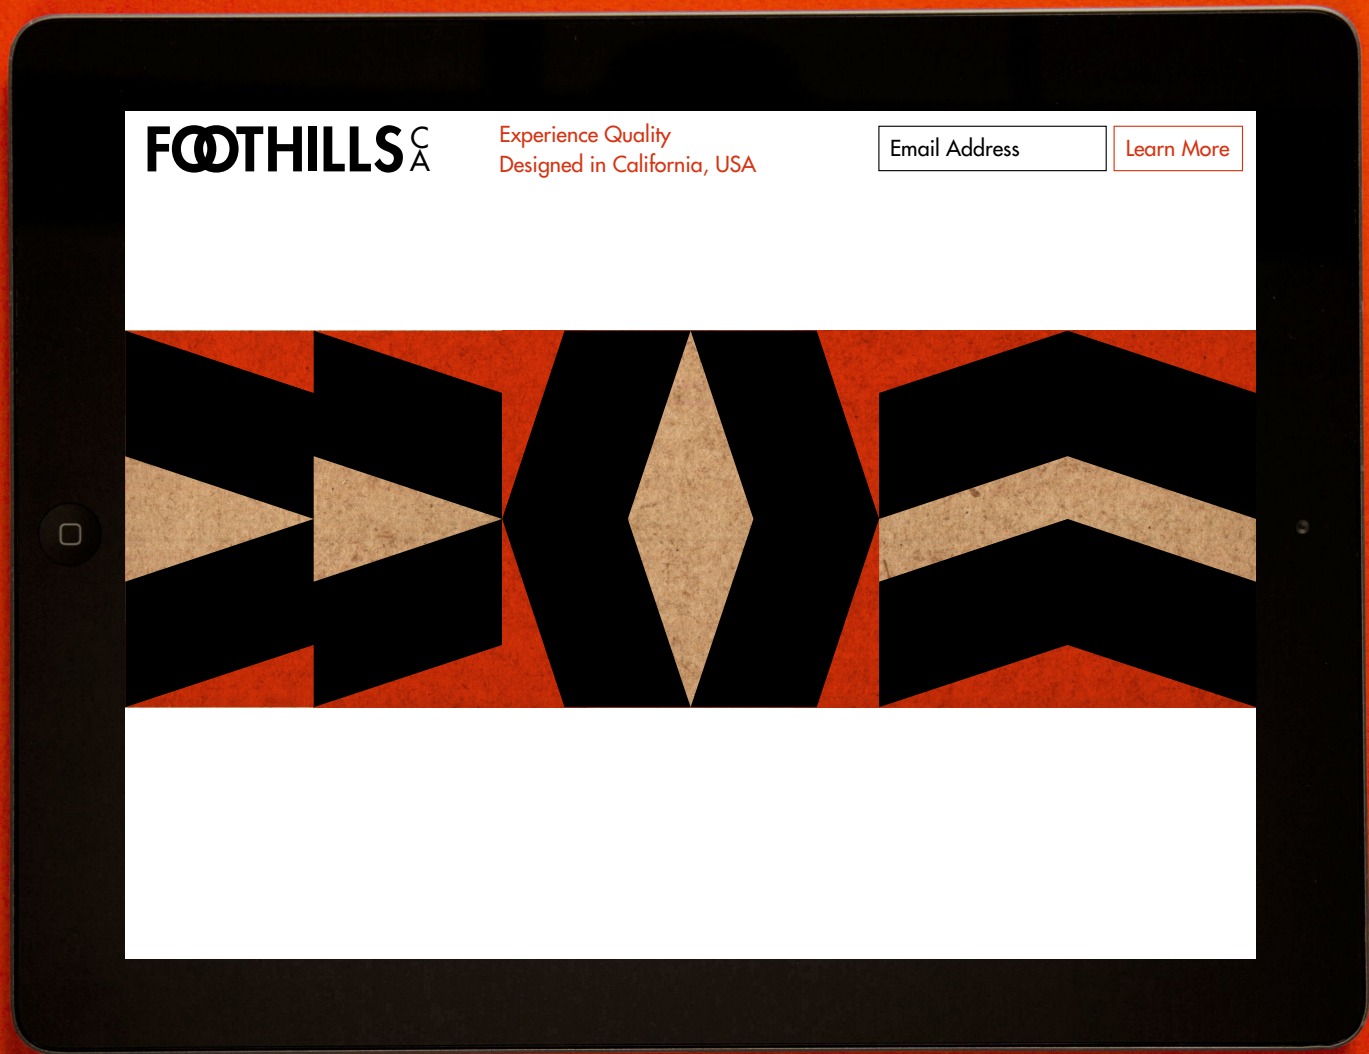 FOOTHILLS CA
Experience Quality
Designed in California, USA
Email Address
Learn More